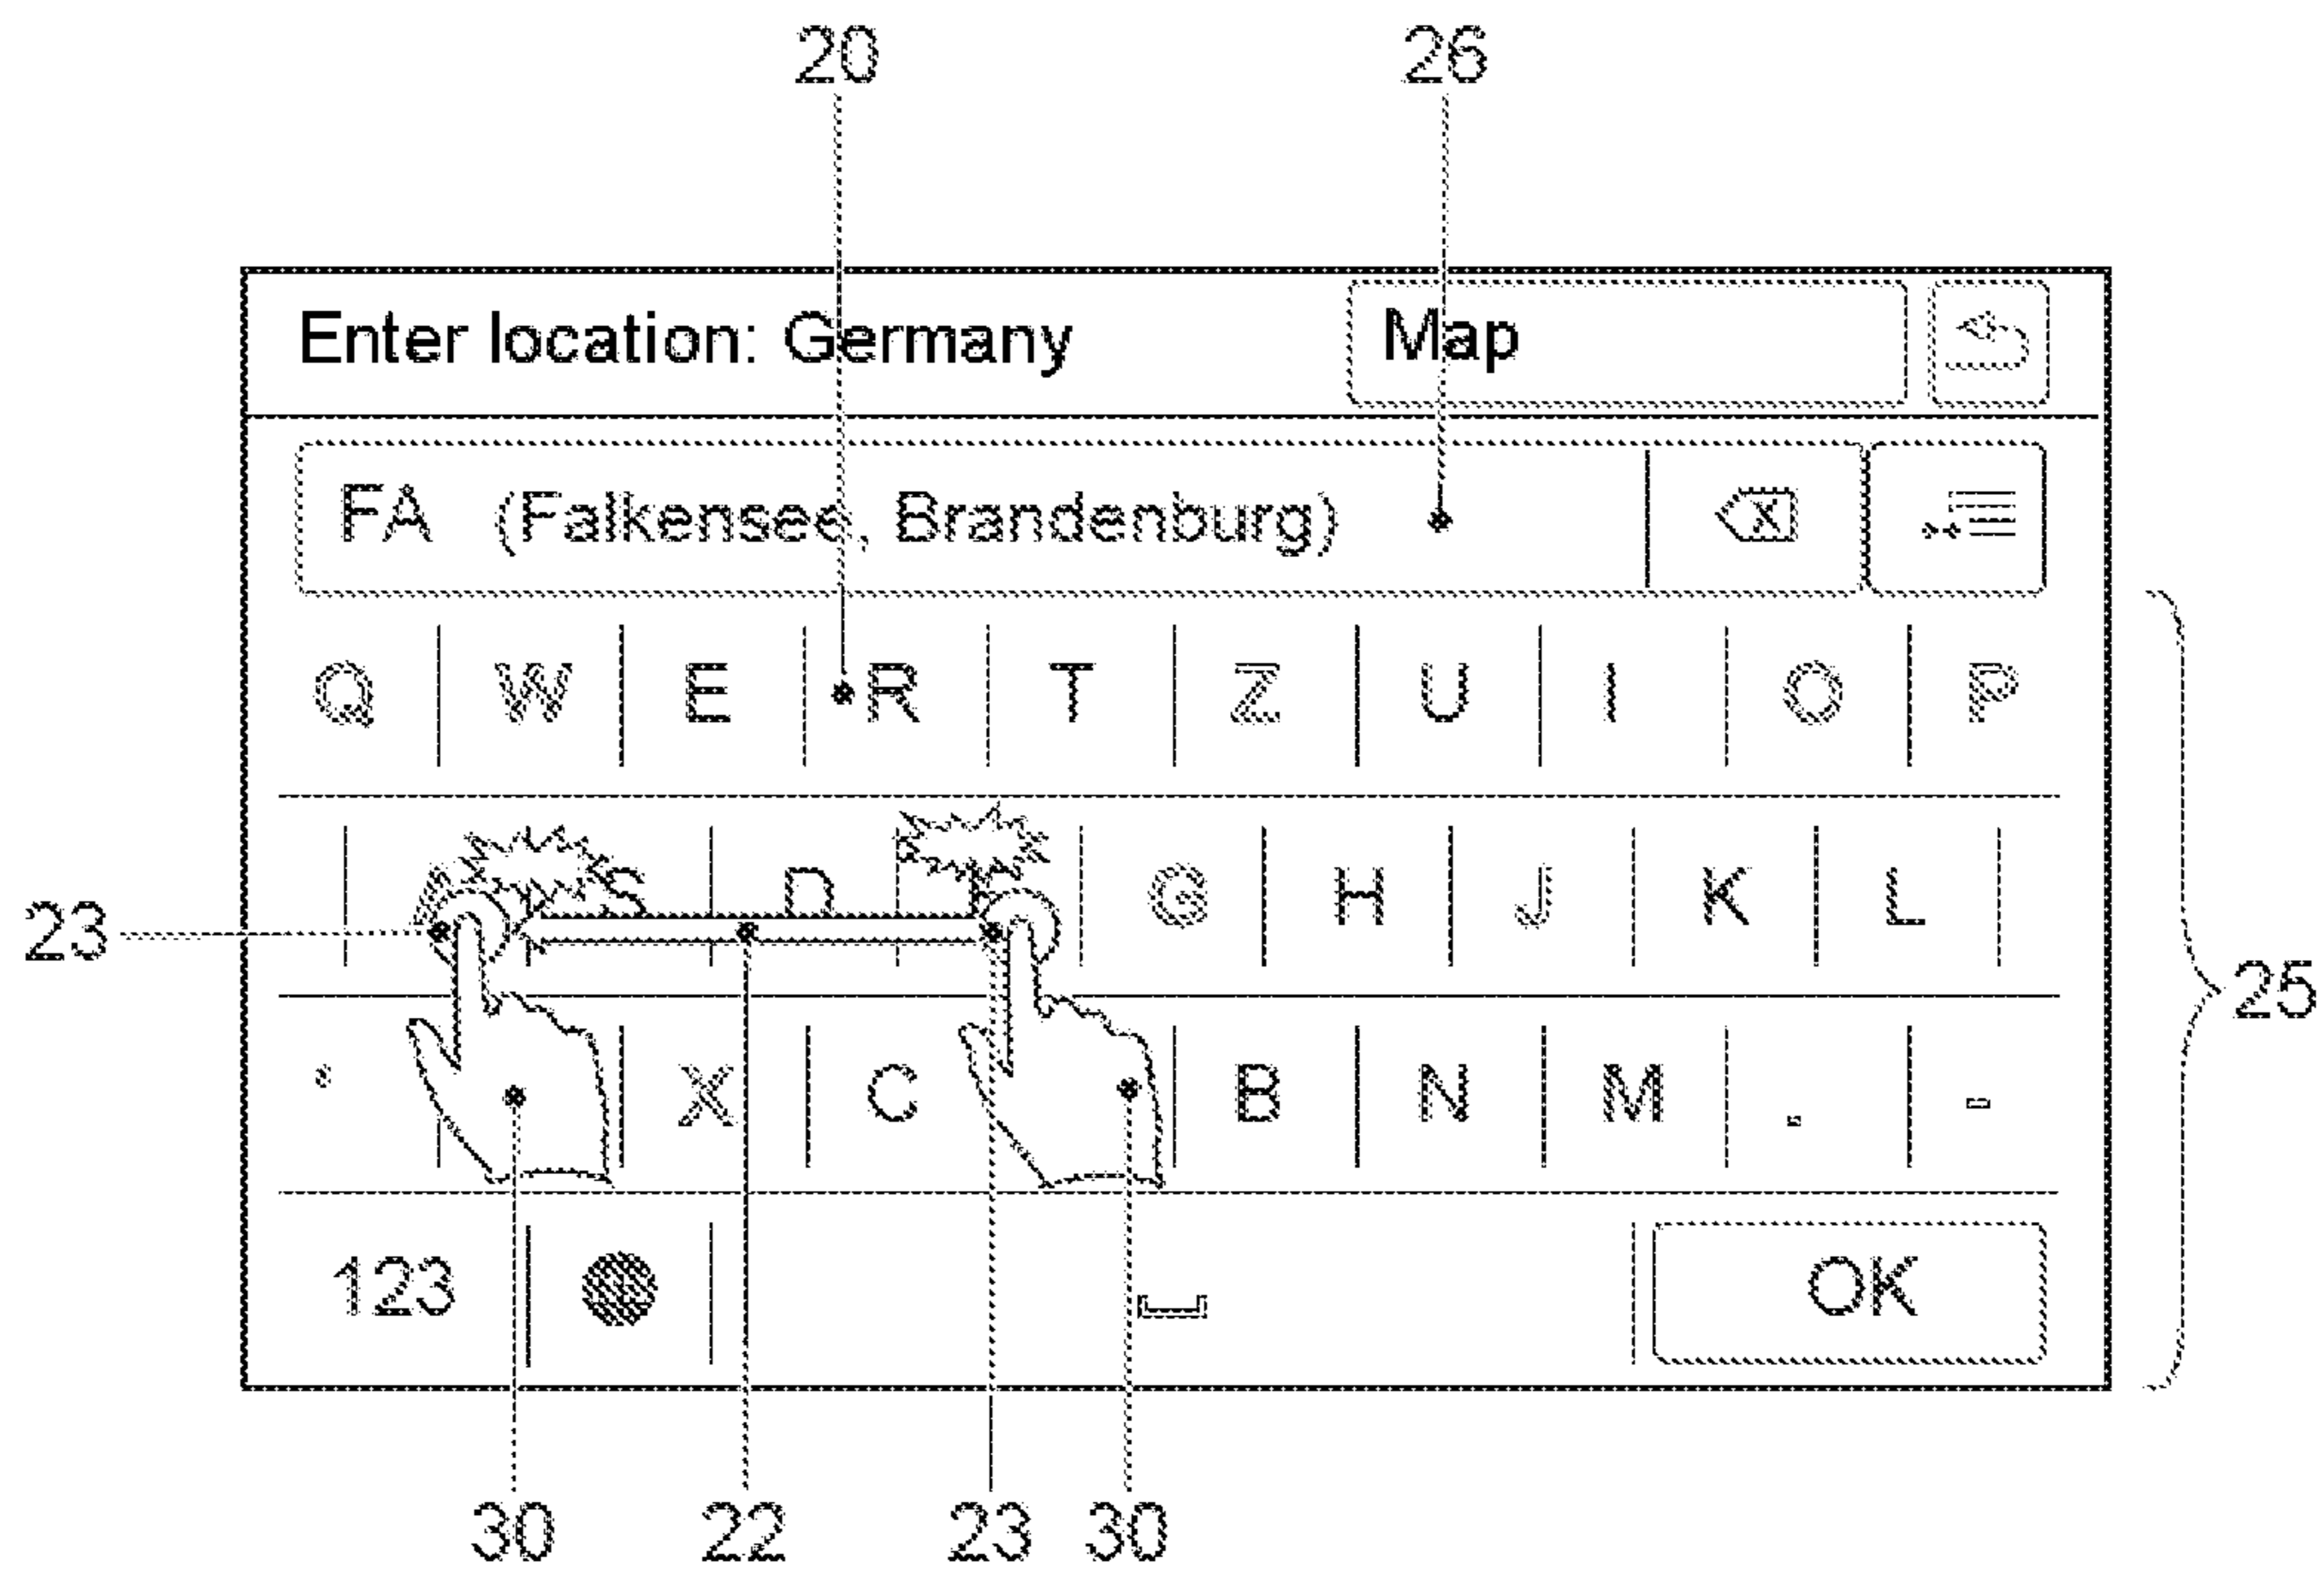 20 26
Enter location: Germany Map
FA (Falkensee, Brandenburg)
Q W E R T Z U I O P
A S D F G H J K L
23
25
' X C B N M . -
123 OK
30 22 23 30